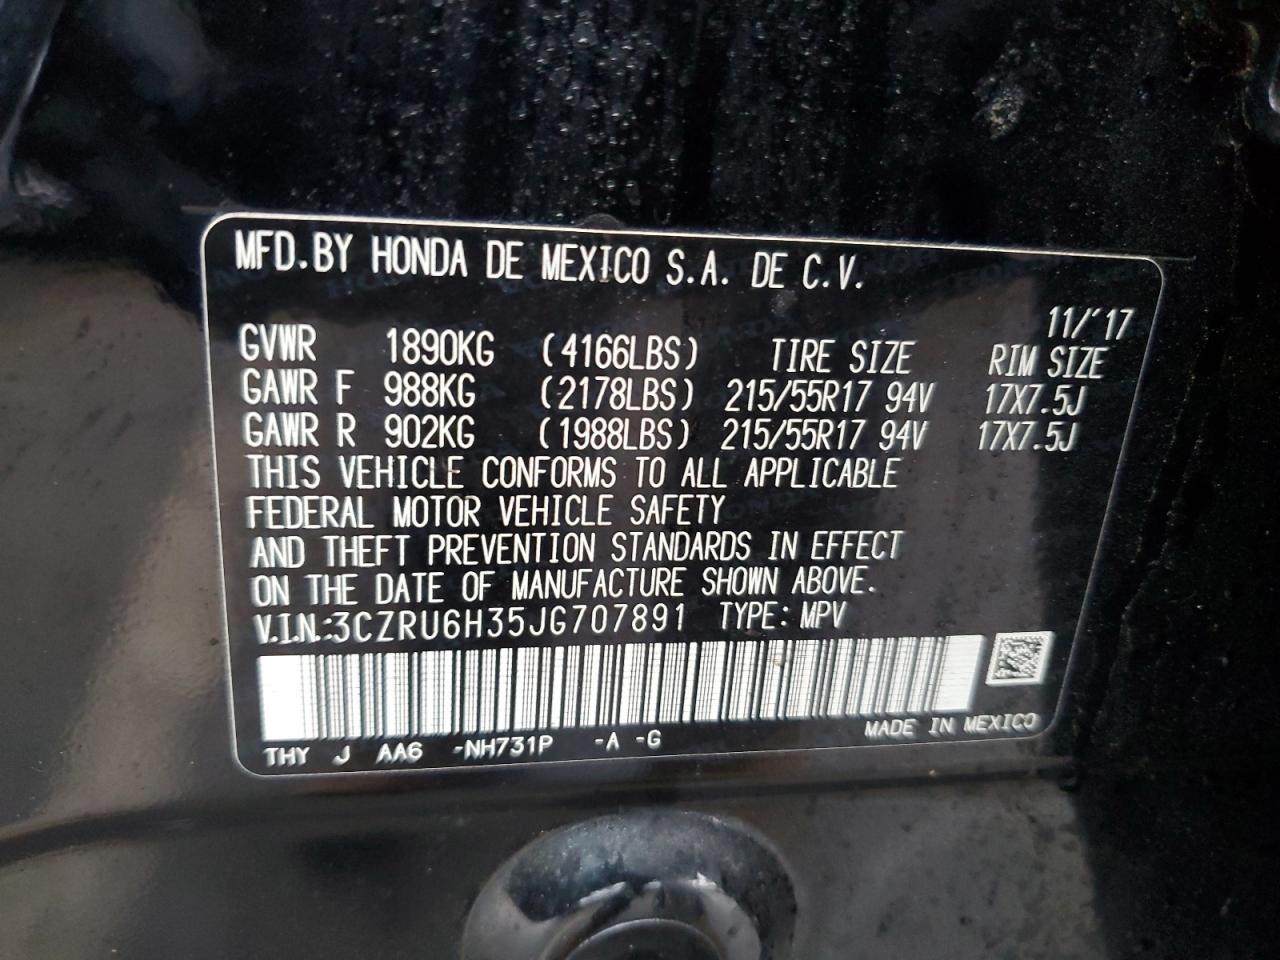 MFD.BY HONDA DE MEXICO S.A. DE C.V.
11/'17
GVWR 1890KG (4166LBS) TIRE SIZE RIM SIZE
GAWR F 988KG (2178LBS) 215/55R17 94V 17X7.5J
GAWR R 902KG (1988LBS) 215/55R17 94V 17X7.5J
THIS VEHICLE CONFORMS TO ALL APPLICABLE
FEDERAL MOTOR VEHICLE SAFETY
AND THEFT PREVENTION STANDARDS IN EFFECT
ON THE DATE OF MANUFACTURE SHOWN ABOVE.
V.I.N.:3CZRU6H35JG707891 TYPE: MPV
MADE IN MEXICO
THY J AA6 -NH731P -A -G